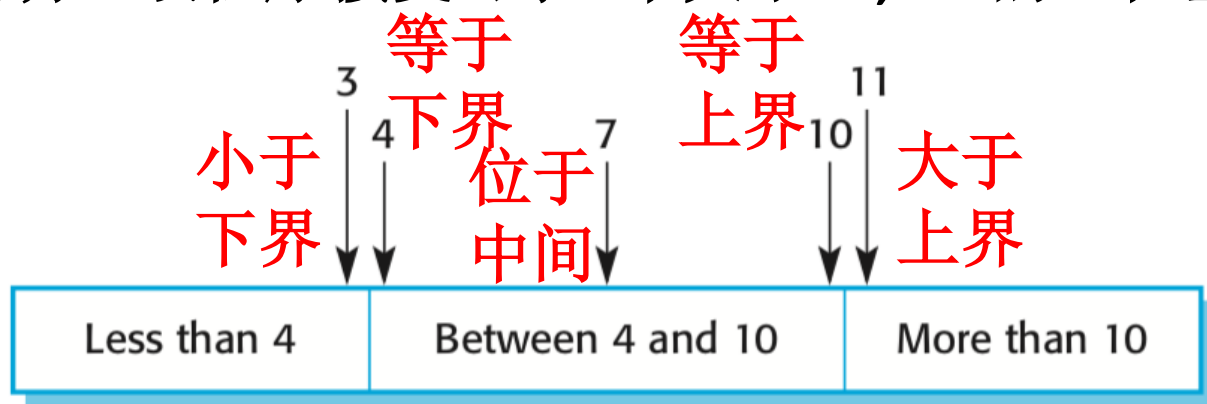 3
等于
下界
4
小于
下界
位于
中间
7
等于
上界
10
11
大于
上界
Less than 4
Between 4 and 10
More than 10